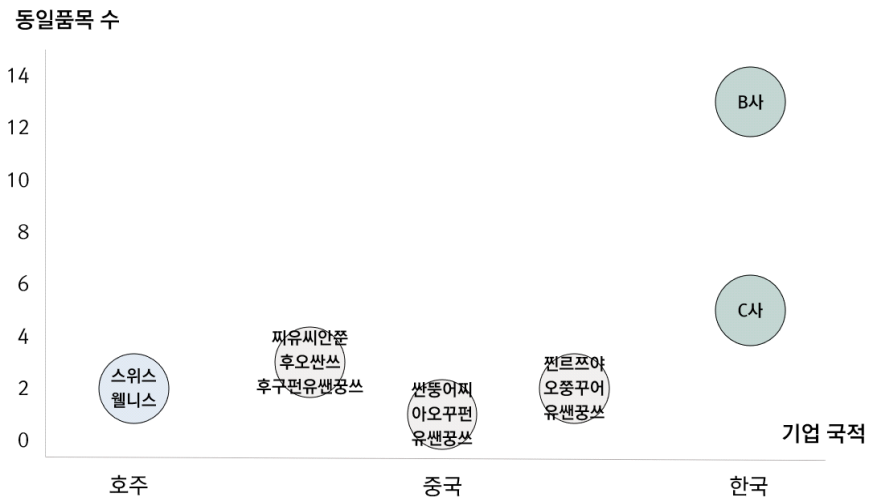 동일품목 수
14
12
10
8
6
4
2
0
B사
C사
스위스
웰니스
찌유씨안쭌
후오싼쓰
후구펀유쌘꿍쓰
싼뚱어찌
아오꾸펀
유쌘꿍쓰
찐르쯔야
오쭝꾸어
유쌘꿍쓰
기업 국적
호주
중국
한국